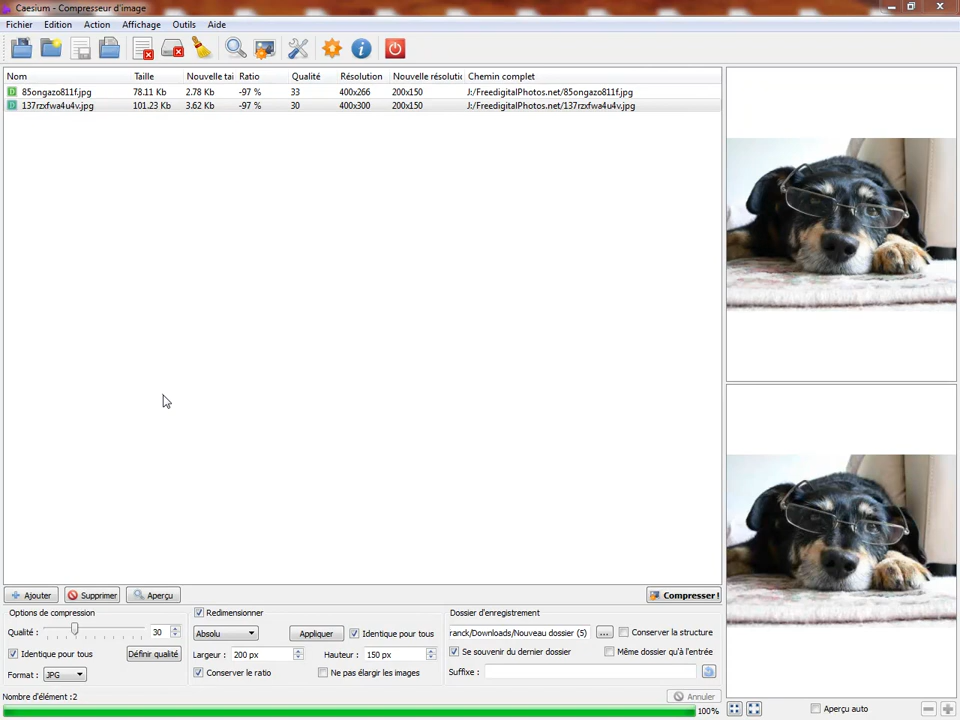 Caesium - Compresseur d'image
Fichier Edition Action Affichage Outils Aide
Nom Taille Nouvelle tai Ratio Qualité Résolution Nouvelle résolutic Chemin complet
85ongazo811f.jpg 78.11 Kb 2.78 Kb -97 % 33 400x266 200x150 J:/FreedigitalPhotos.net/85ongazo811f.jpg
137rzxfwa4u4v.jpg 101.23 Kb 3.62 Kb -97 % 30 400x300 200x150 J:/FreedigitalPhotos.net/137rzxfwa4u4v.jpg
Ajouter Supprimer Aperçu Compresser !
Options de compression Redimensionner Dossier d'enregistrement
Qualité : 30 Absolu Appliquer Identique pour tous ranck/Downloads/Nouveau dossier (5) ... Conserver la structure
Identique pour tous Définir qualité Largeur : 200 px Hauteur : 150 px Se souvenir du dernier dossier Même dossier qu'à l'entrée
Format : JPG Conserver le ratio Ne pas élargir les images Suffixe :
Nombre d'élément :2 Annuler
100% Aperçu auto